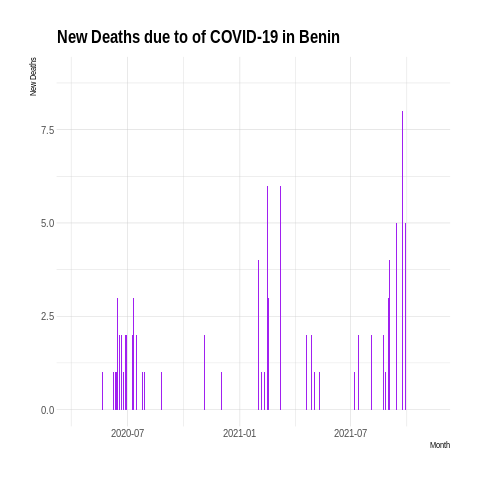 New Deaths due to of COVID-19 in Benin
New Deaths
7.5
5.0
2.5
0.0
2020-07 2021-01 2021-07
Month